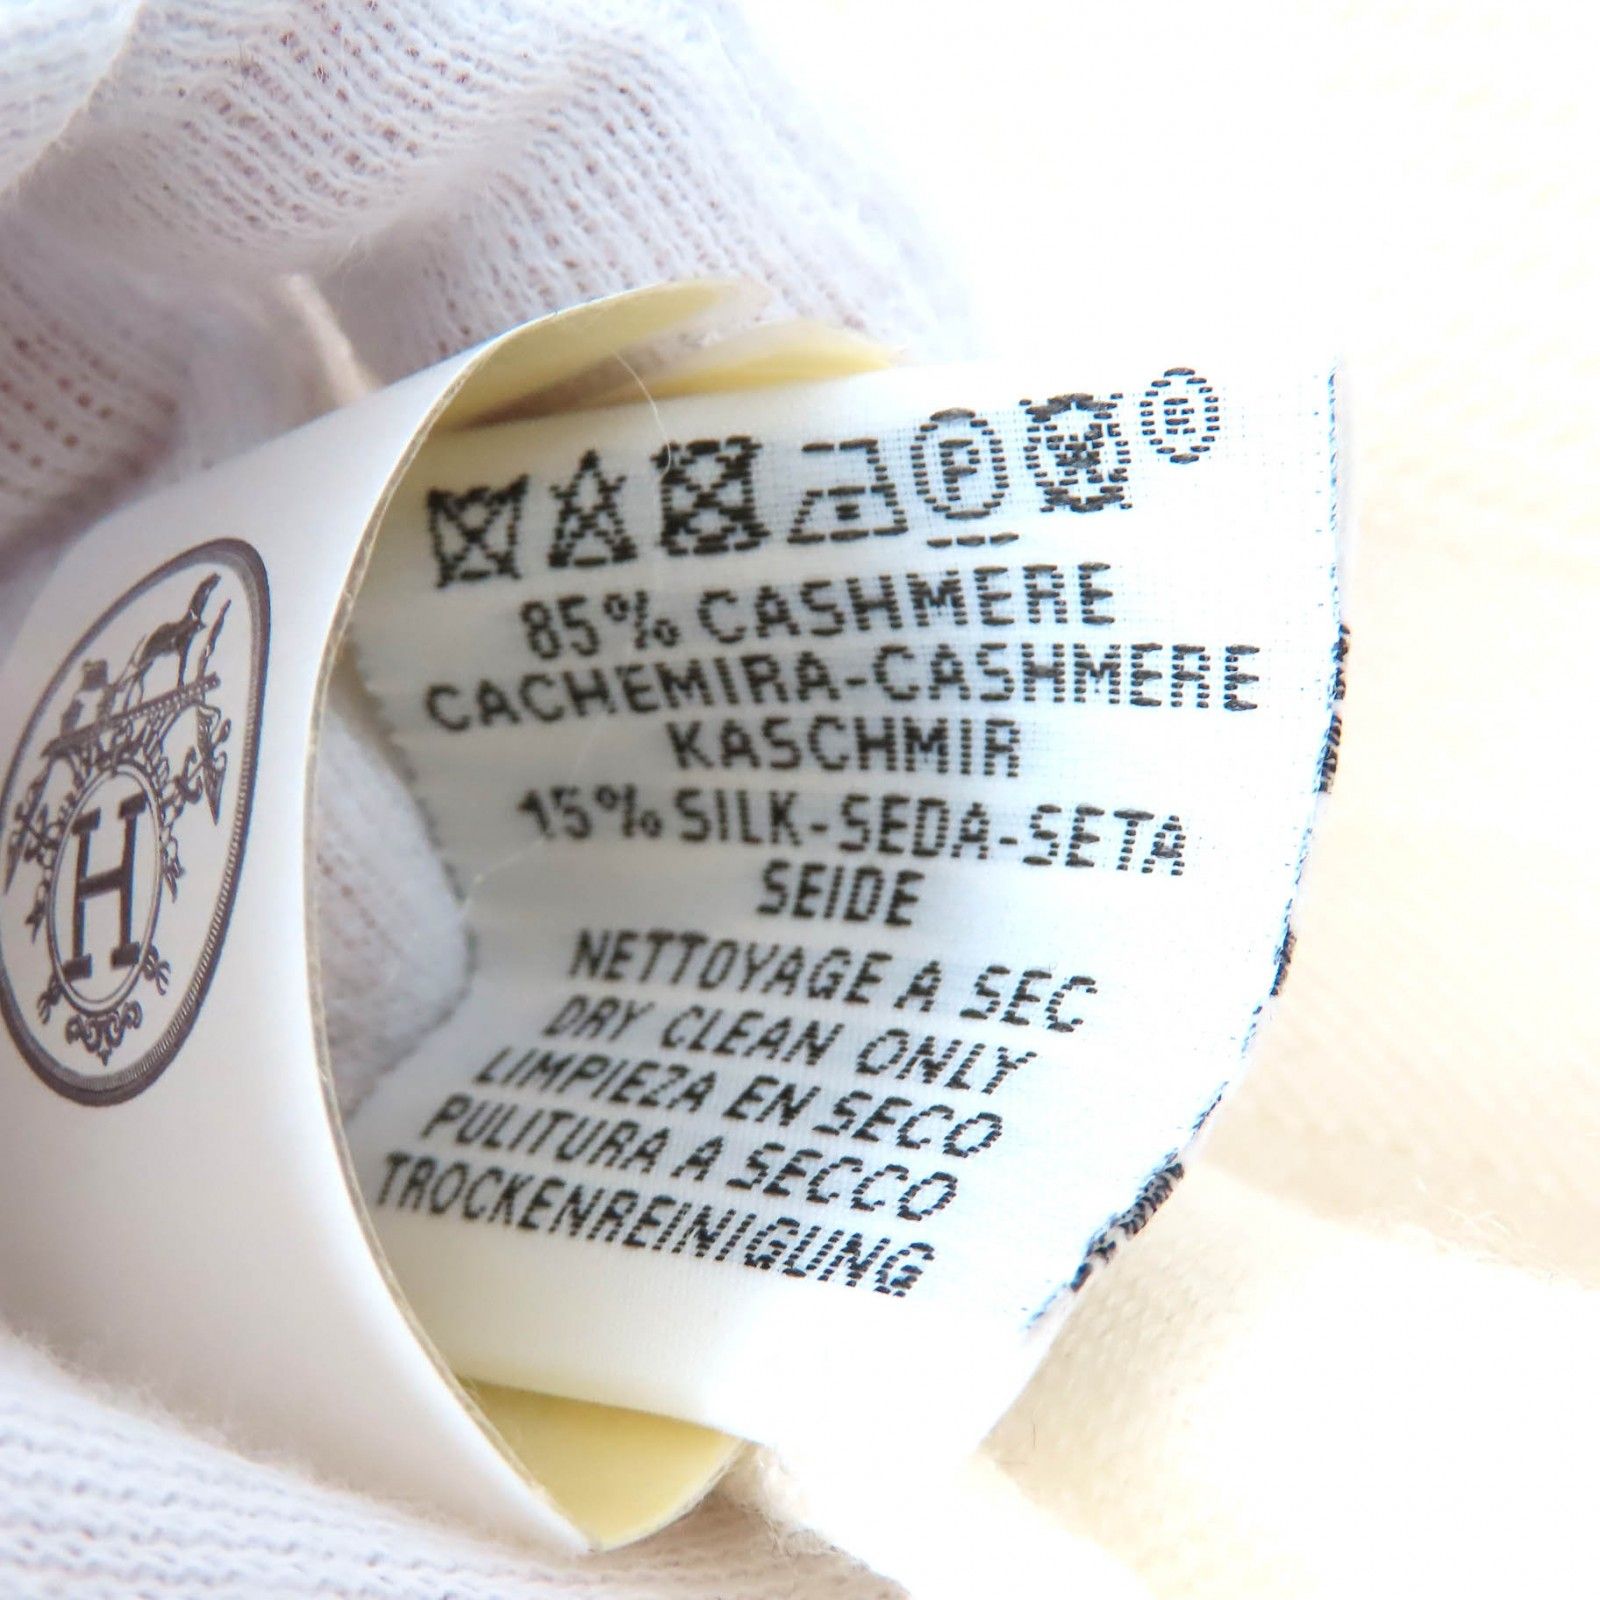 85% CASHMERE
CACHEMIRA-CASHMERE
KASCHMIR
15% SILK-SEDA-SETA
SEIDE
NETTOYAGE A SEC
DRY CLEAN ONLY
LIMPIEZA EN SECO
PULITURA A SECCO
TROCKENREINIGUNG
H
P